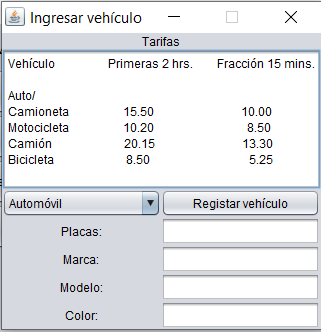 Ingresar vehículo
Tarifas
Vehículo Primeras 2 hrs. Fracción 15 mins.
Auto/
Camioneta 15.50 10.00
Motocicleta 10.20 8.50
Camión 20.15 13.30
Bicicleta 8.50 5.25
Automóvil Registar vehículo
Placas:
Marca:
Modelo:
Color: